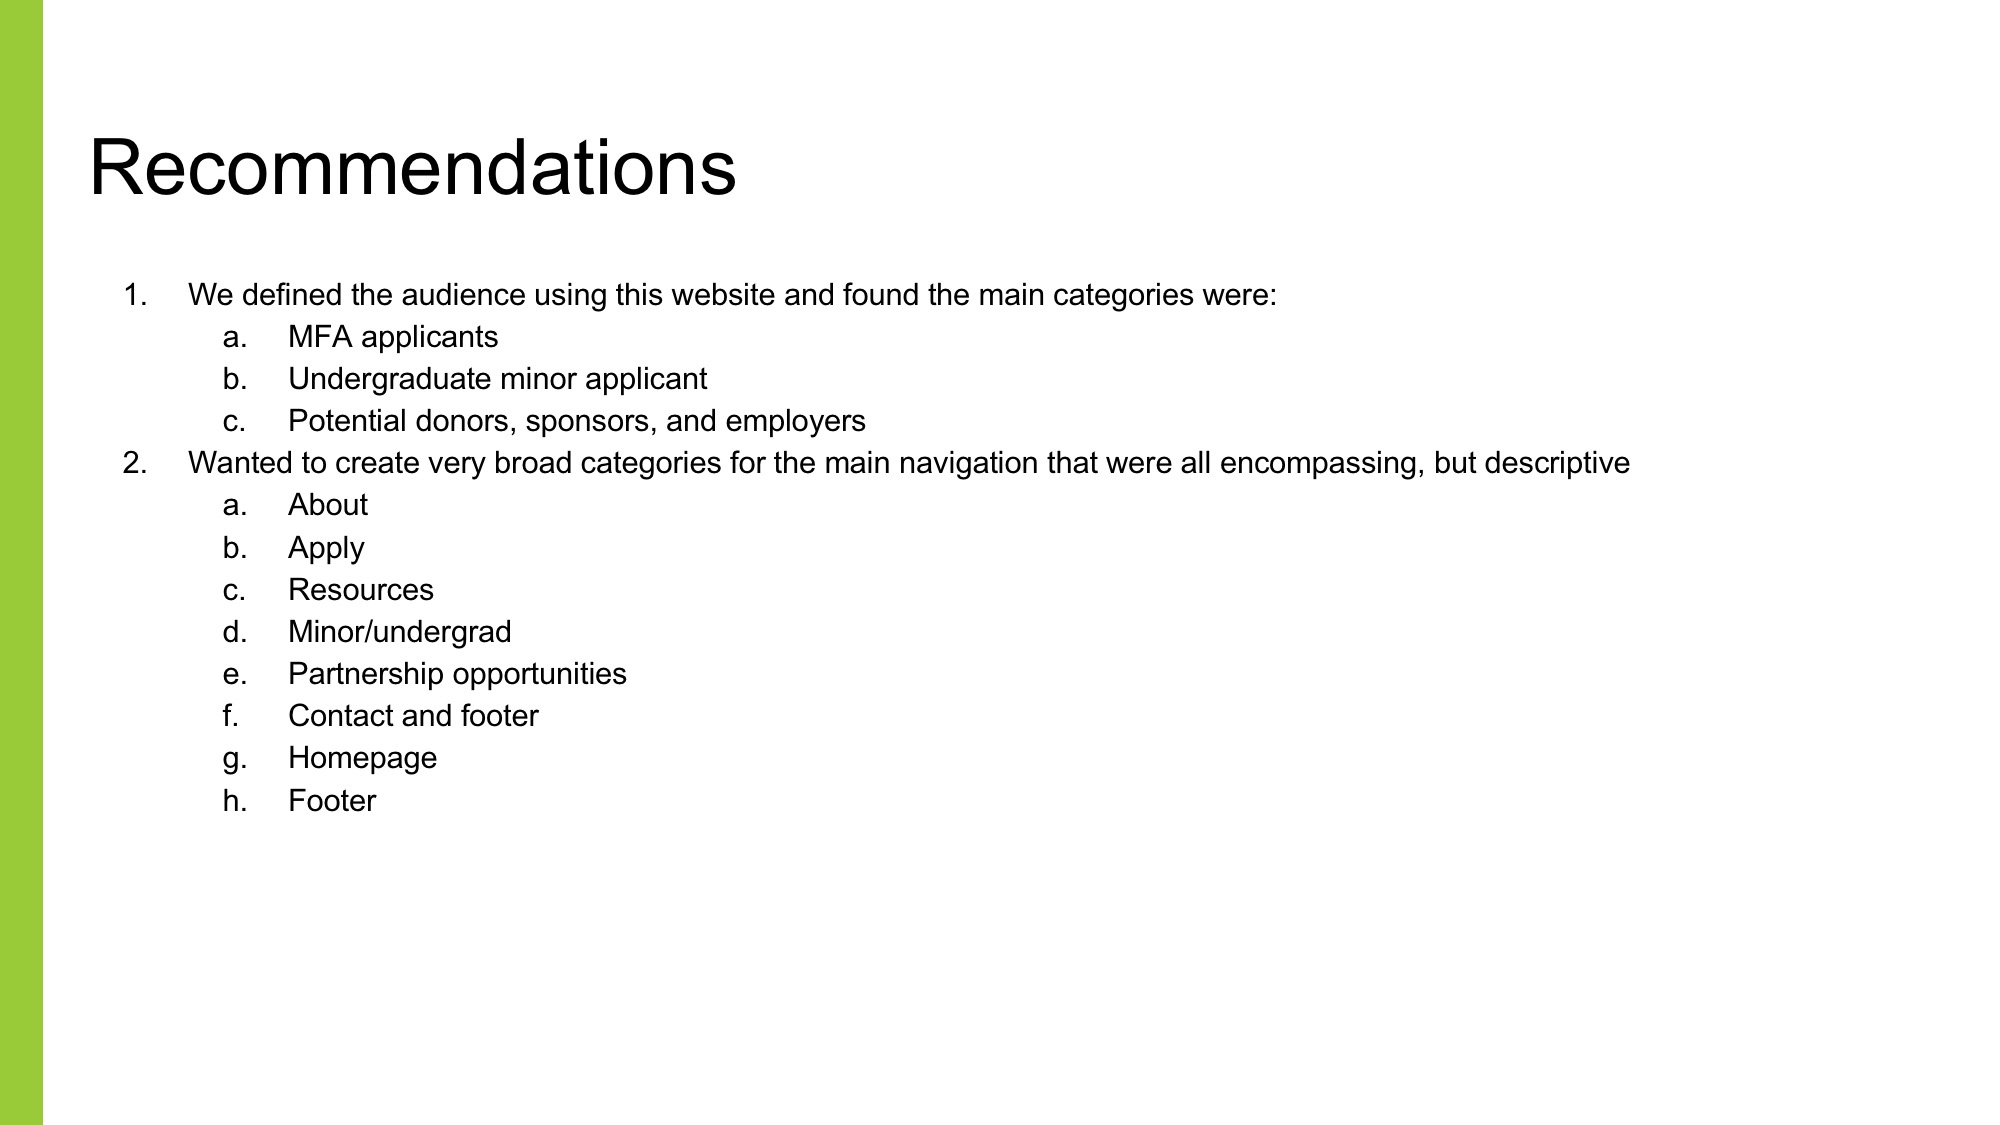 Recommendations
1. We defined the audience using this website and found the main categories were:
a. MFA applicants
b. Undergraduate minor applicant
c. Potential donors, sponsors, and employers
2. Wanted to create very broad categories for the main navigation that were all encompassing, but descriptive
a. About
b. Apply
c. Resources
d. Minor/undergrad
e. Partnership opportunities
f. Contact and footer
g. Homepage
h. Footer